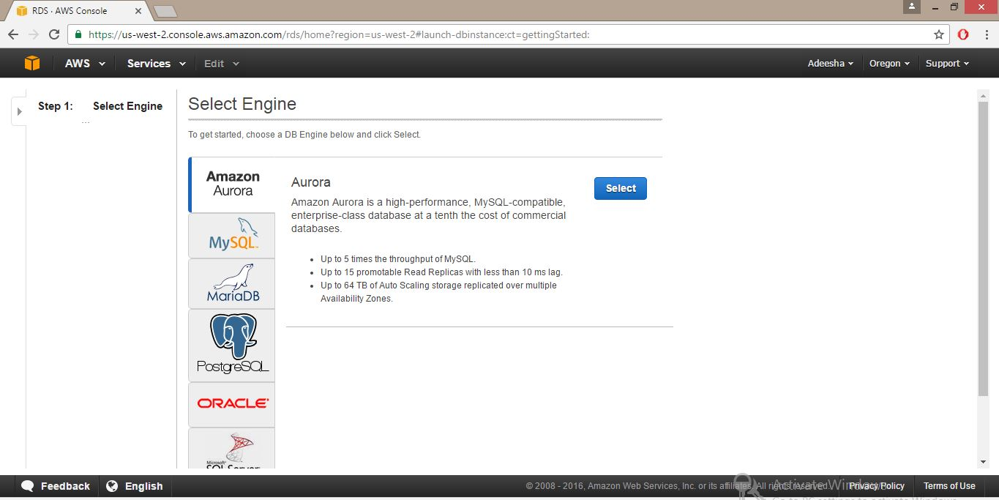 RDS · AWS Console
https://us-west-2.console.aws.amazon.com/rds/home?region=us-west-2#launch-dbinstance:ct=gettingStarted:
AWS Services Edit Adeesha Oregon Support
Step 1: Select Engine
...
Select Engine
To get started, choose a DB Engine below and click Select.
Amazon
Aurora
MySQL
MariaDB
PostgreSQL
ORACLE
Microsoft
SQL Server
Aurora
Select
Amazon Aurora is a high-performance, MySQL-compatible,
enterprise-class database at a tenth the cost of commercial
databases.
• Up to 5 times the throughput of MySQL.
• Up to 15 promotable Read Replicas with less than 10 ms lag.
• Up to 64 TB of Auto Scaling storage replicated over multiple
Availability Zones.
Feedback English
© 2008 - 2016, Amazon Web Services, Inc. or its affiliates. All rights reserved. Privacy Policy Terms of Use
Activate Windows
Go to PC settings to activate Windows.